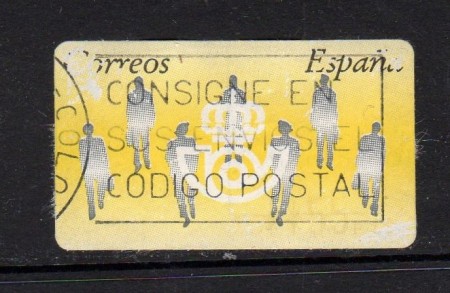 Correos España
CONSIGNE EN
SUS ENVIOS EL
CODIGO POSTAL